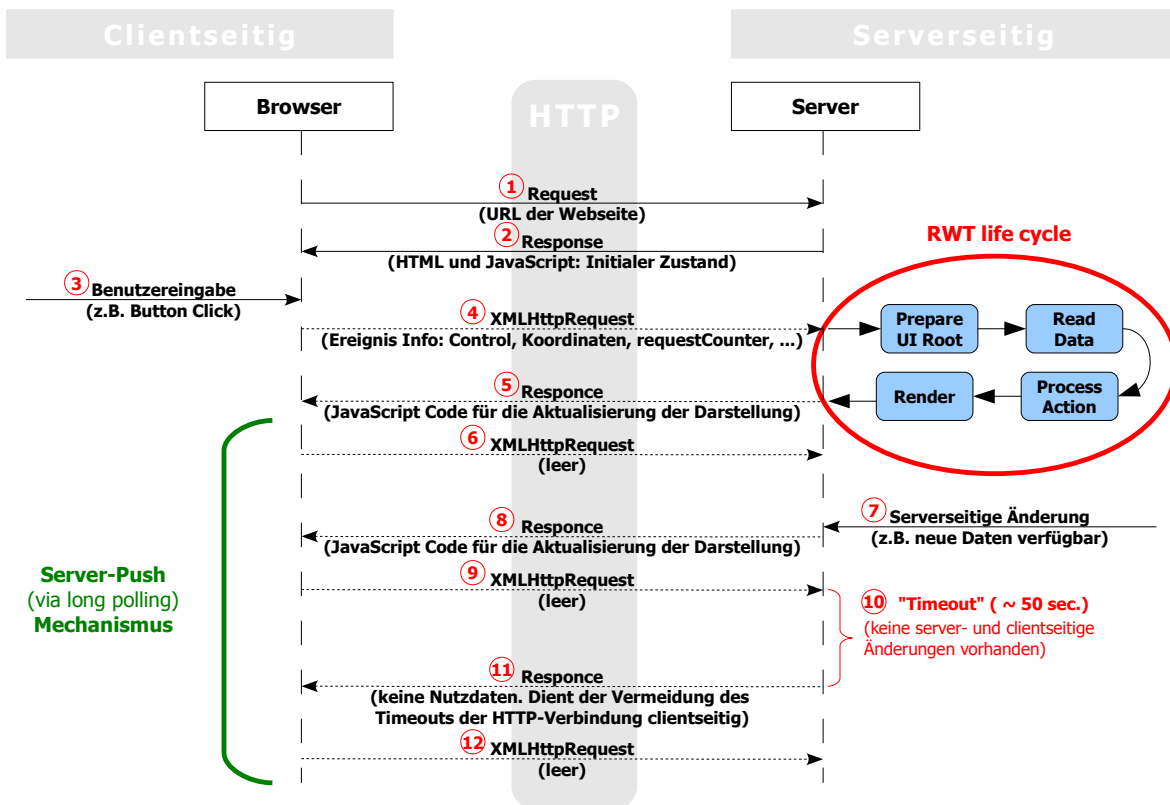 Clientseitig
Serverseitig
Browser
HTTP
Server
1 Request
(URL der Webseite)
2 Response
(HTML und JavaScript: Initialer Zustand)
RWT life cycle
3 Benutzereingabe
(z.B. Button Click)
4 XMLHttpRequest
(Ereignis Info: Control, Koordinaten, requestCounter, ...)
Prepare
UI Root
Read
Data
Process
Action
Render
5 Responce
(JavaScript Code für die Aktualisierung der Darstellung)
6 XMLHttpRequest
(leer)
7 Serverseitige Änderung
(z.B. neue Daten verfügbar)
8 Responce
(JavaScript Code für die Aktualisierung der Darstellung)
Server-Push
(via long polling)
Mechanismus
9 XMLHttpRequest
(leer)
10 "Timeout" ( ~ 50 sec.)
(keine server- und clientseitige
Änderungen vorhanden)
11 Responce
(keine Nutzdaten. Dient der Vermeidung des
Timeouts der HTTP-Verbindung clientseitig)
12 XMLHttpRequest
(leer)